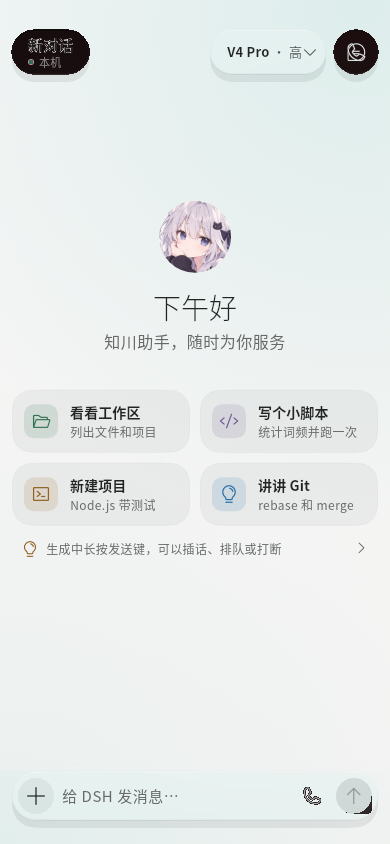 新对话
本机
V4 Pro · 高
下午好
知川助手，随时为你服务
看看工作区
列出文件和项目
写个小脚本
统计词频并跑一次
新建项目
Node.js 带测试
讲讲 Git
rebase 和 merge
生成中长按发送键，可以插话、排队或打断
给 DSH 发消息…